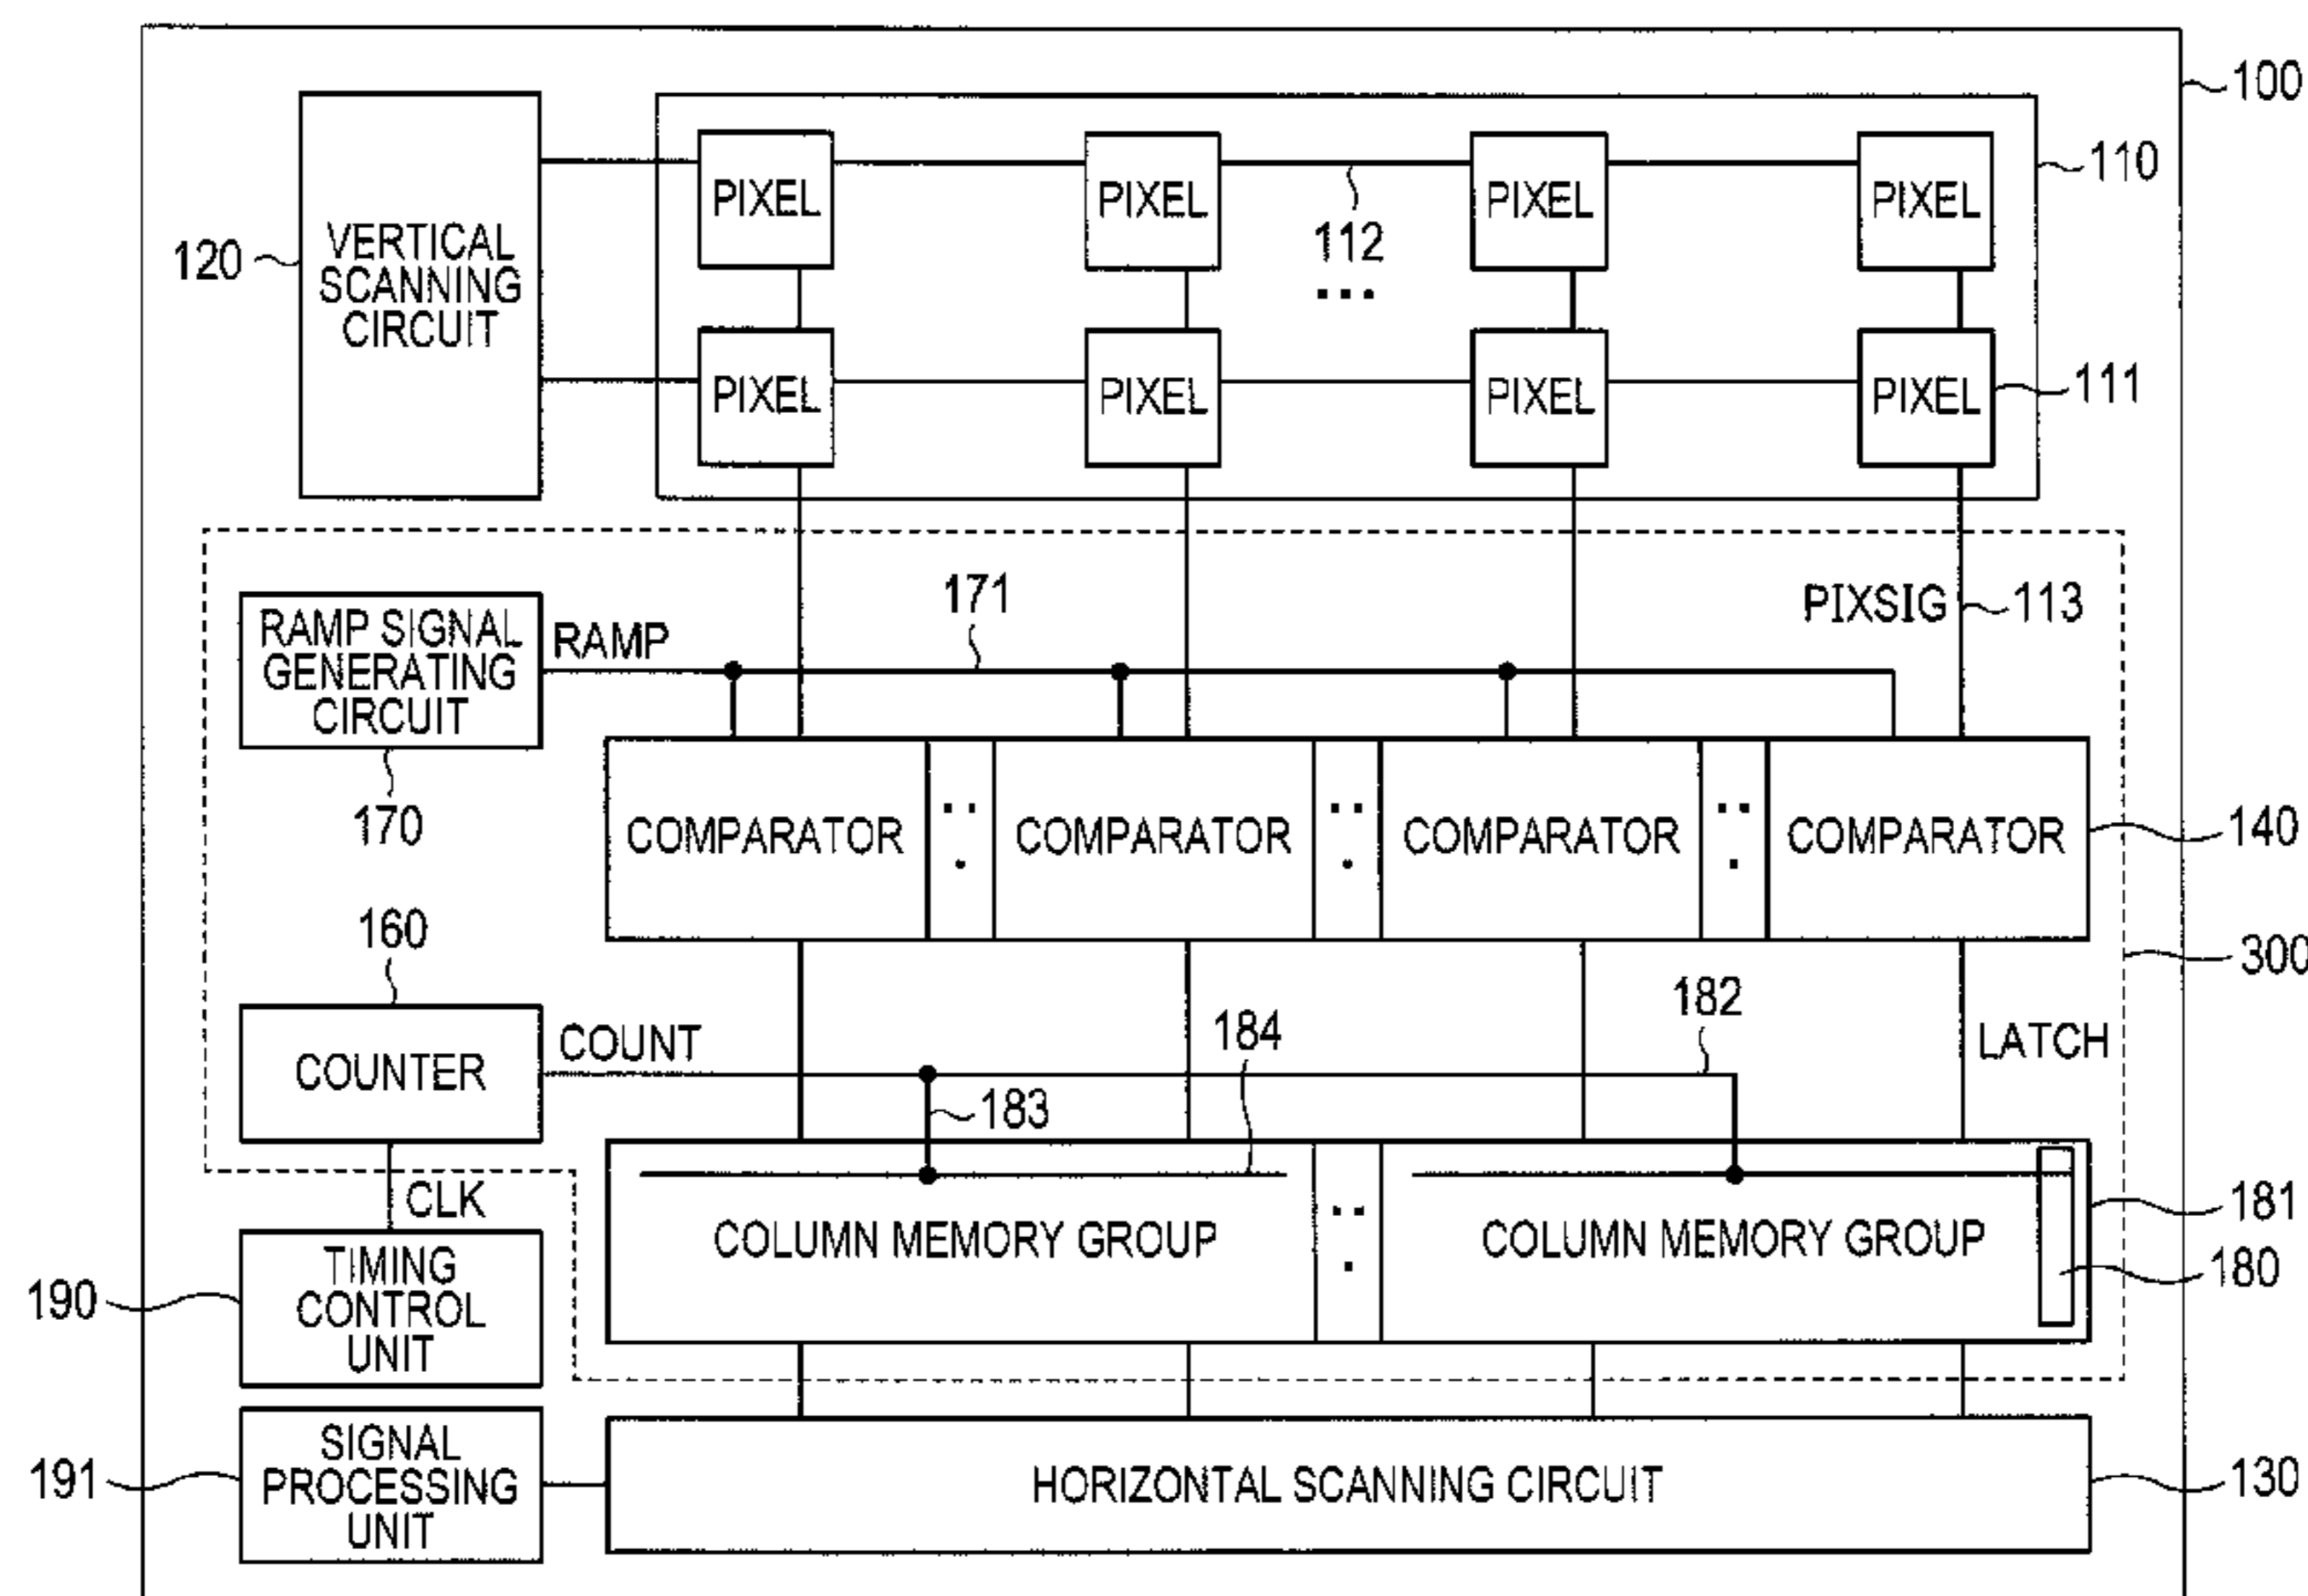 100
PIXEL PIXEL PIXEL PIXEL
110
VERTICAL
SCANNING
CIRCUIT
120
112
...
PIXEL PIXEL PIXEL PIXEL
111
RAMP SIGNAL
GENERATING
CIRCUIT
170
RAMP
171
PIXSIG
113
COMPARATOR COMPARATOR COMPARATOR COMPARATOR
140
300
160
COUNTER
COUNT
184
182
LATCH
183
CLK
COLUMN MEMORY GROUP COLUMN MEMORY GROUP
181
180
TIMING
CONTROL
UNIT
190
SIGNAL
PROCESSING
UNIT
191
HORIZONTAL SCANNING CIRCUIT
130